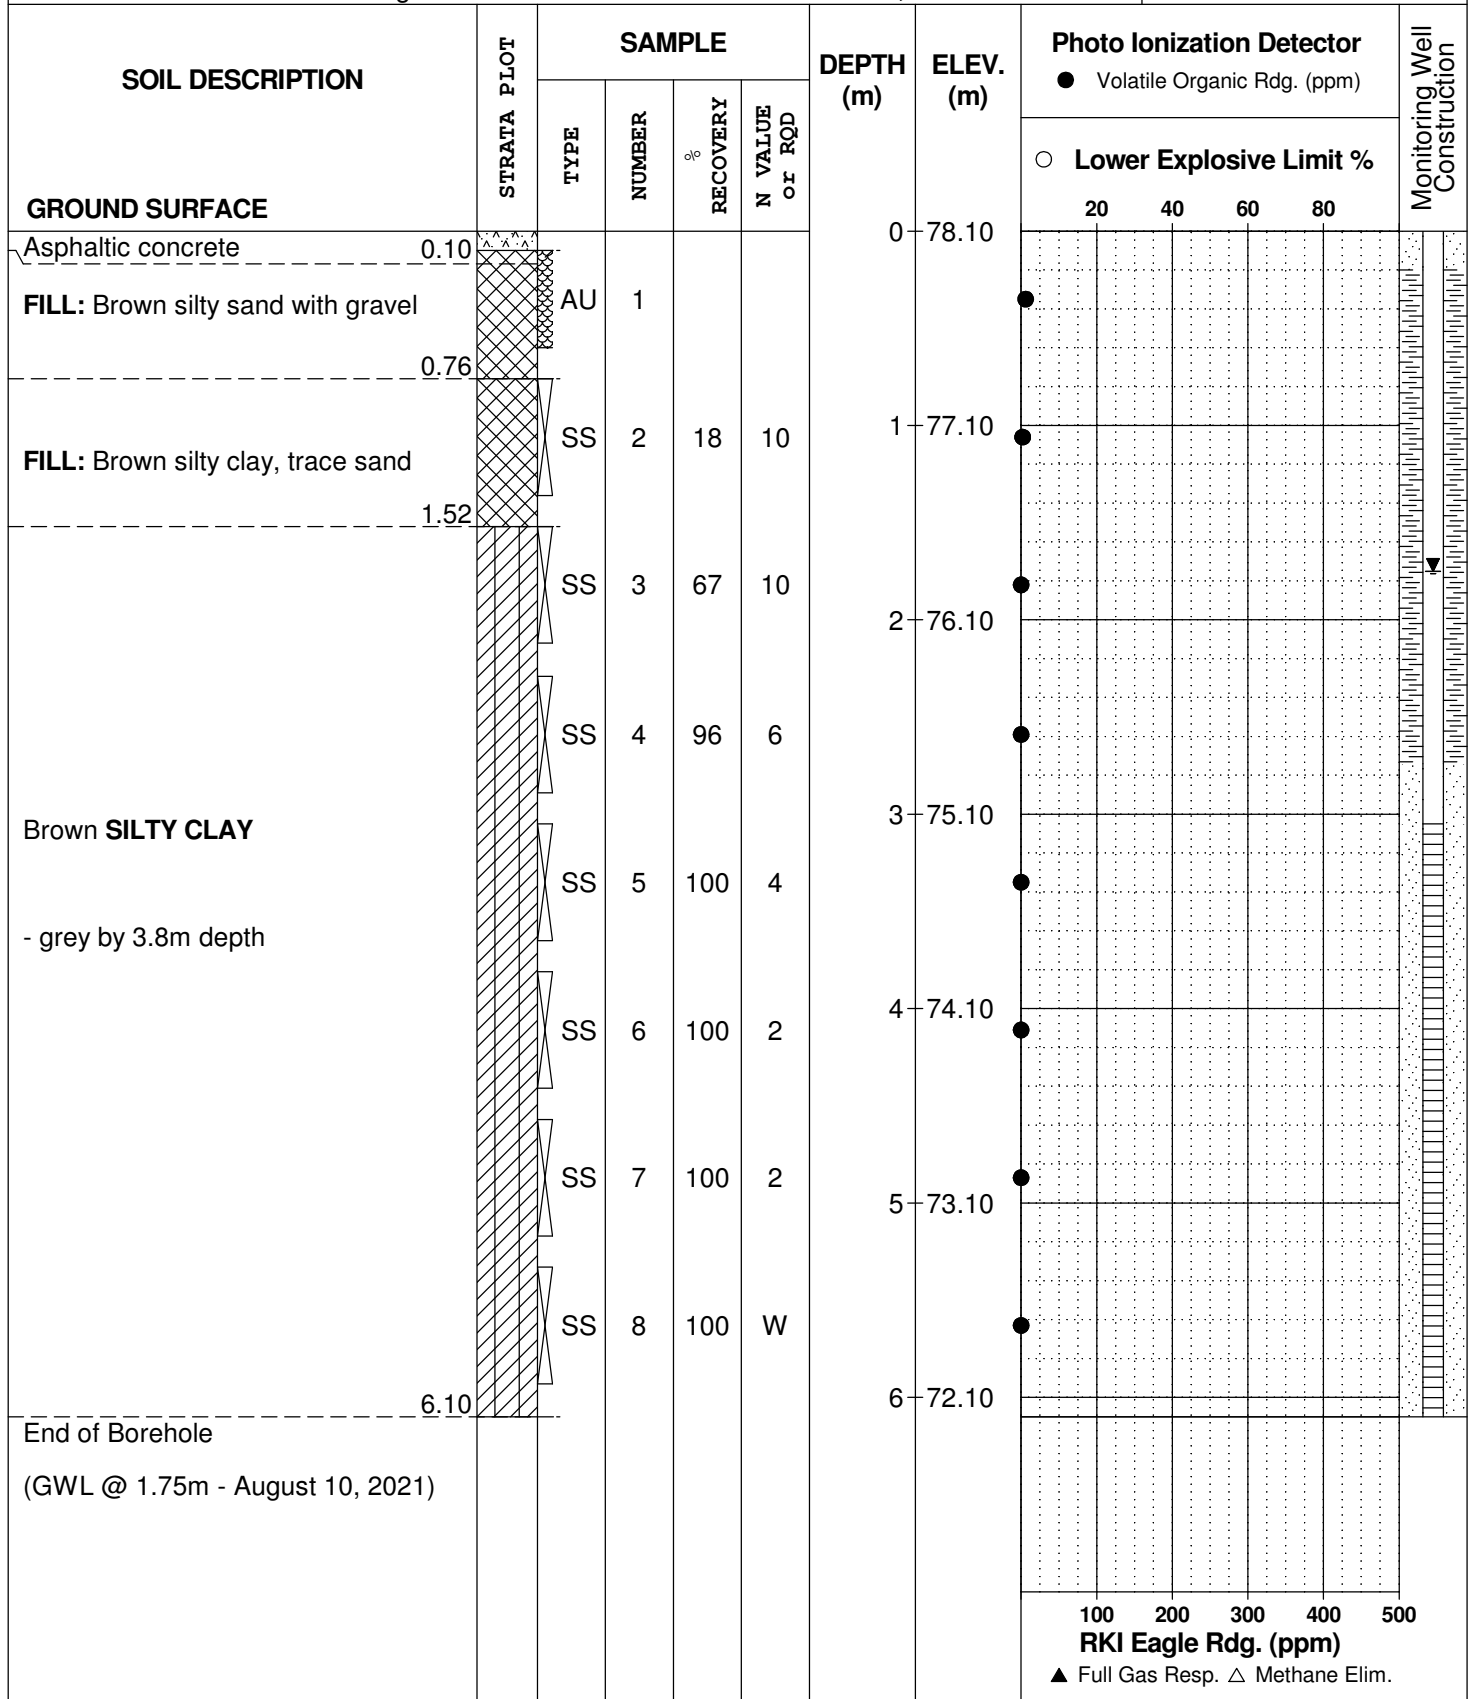 SOIL DESCRIPTION
GROUND SURFACE
STRATA PLOT
SAMPLE
TYPE
NUMBER
% RECOVERY
N VALUE or RQD
DEPTH (m)
ELEV. (m)
Photo Ionization Detector
● Volatile Organic Rdg. (ppm)
○ Lower Explosive Limit %
20 40 60 80
Monitoring Well Construction
0 78.10
Asphaltic concrete 0.10
FILL: Brown silty sand with gravel AU 1
0.76
1 77.10
FILL: Brown silty clay, trace sand SS 2 18 10
1.52
SS 3 67 10
2 76.10
SS 4 96 6
3 75.10
Brown SILTY CLAY
SS 5 100 4
- grey by 3.8m depth
4 74.10
SS 6 100 2
SS 7 100 2
5 73.10
SS 8 100 W
6 72.10
6.10
End of Borehole
(GWL @ 1.75m - August 10, 2021)
100 200 300 400 500
RKI Eagle Rdg. (ppm)
▲ Full Gas Resp. △ Methane Elim.